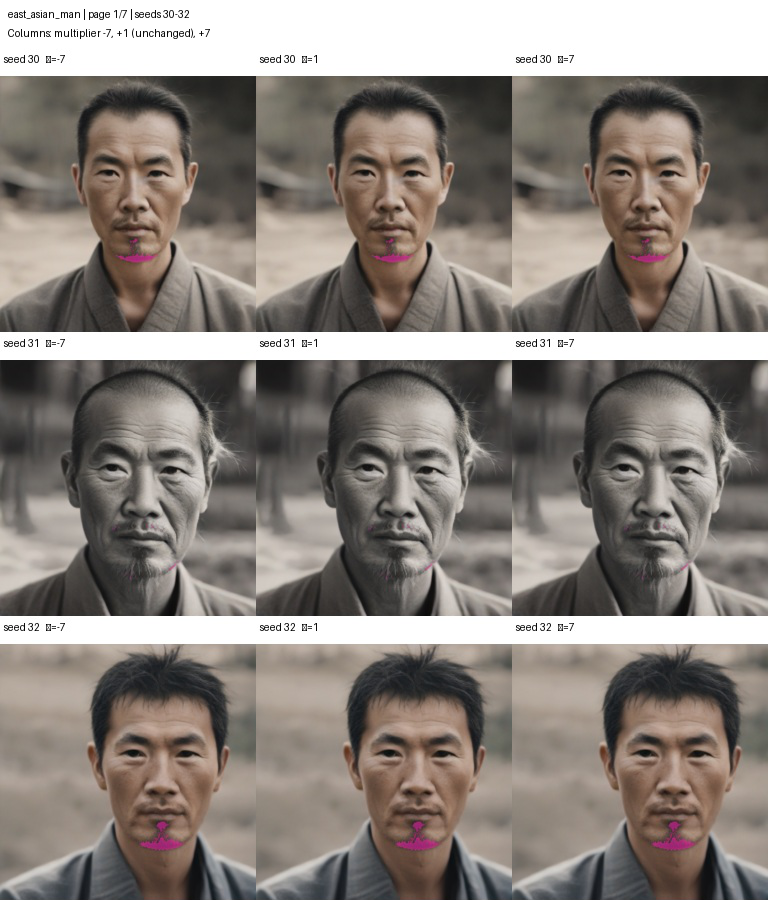 east_asian_man | page 1/7 | seeds 30-32
Columns: multiplier -7, +1 (unchanged), +7
seed 30 ▯=-7
seed 30 ▯=1
seed 30 ▯=7
seed 31 ▯=-7
seed 31 ▯=1
seed 31 ▯=7
seed 32 ▯=-7
seed 32 ▯=1
seed 32 ▯=7